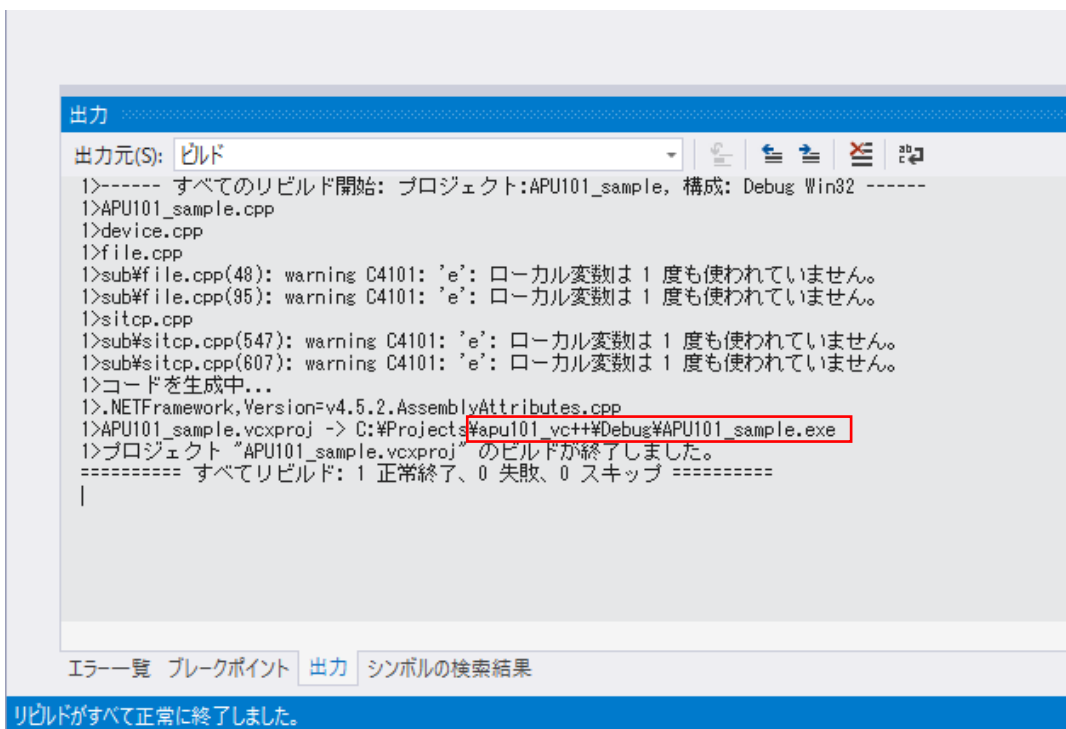 出力
出力元(S): ビルド
1>------ すべてのリビルド開始: プロジェクト:APU101_sample, 構成: Debug Win32 ------
1>APU101_sample.cpp
1>device.cpp
1>file.cpp
1>sub¥file.cpp(48): warning C4101: 'e': ローカル変数は 1 度も使われていません。
1>sub¥file.cpp(95): warning C4101: 'e': ローカル変数は 1 度も使われていません。
1>sitcp.cpp
1>sub¥sitcp.cpp(547): warning C4101: 'e': ローカル変数は 1 度も使われていません。
1>sub¥sitcp.cpp(607): warning C4101: 'e': ローカル変数は 1 度も使われていません。
1>コードを生成中...
1>.NETFramework,Version=v4.5.2.AssemblyAttributes.cpp
1>APU101_sample.vcxproj -> C:¥Projects¥apu101_vc++¥Debug¥APU101_sample.exe
1>プロジェクト "APU101_sample.vcxproj" のビルドが終了しました。
========== すべてリビルド: 1 正常終了、0 失敗、0 スキップ ==========
エラー一覧 ブレークポイント 出力 シンボルの検索結果
リビルドがすべて正常に終了しました。